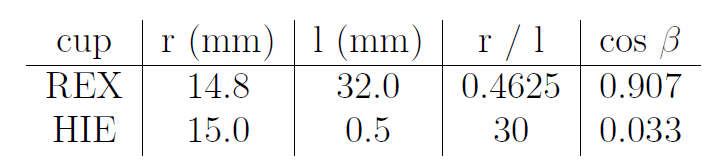 cup r (mm) l (mm) r / l cos β
REX 14.8 32.0 0.4625 0.907
HIE 15.0 0.5 30 0.033